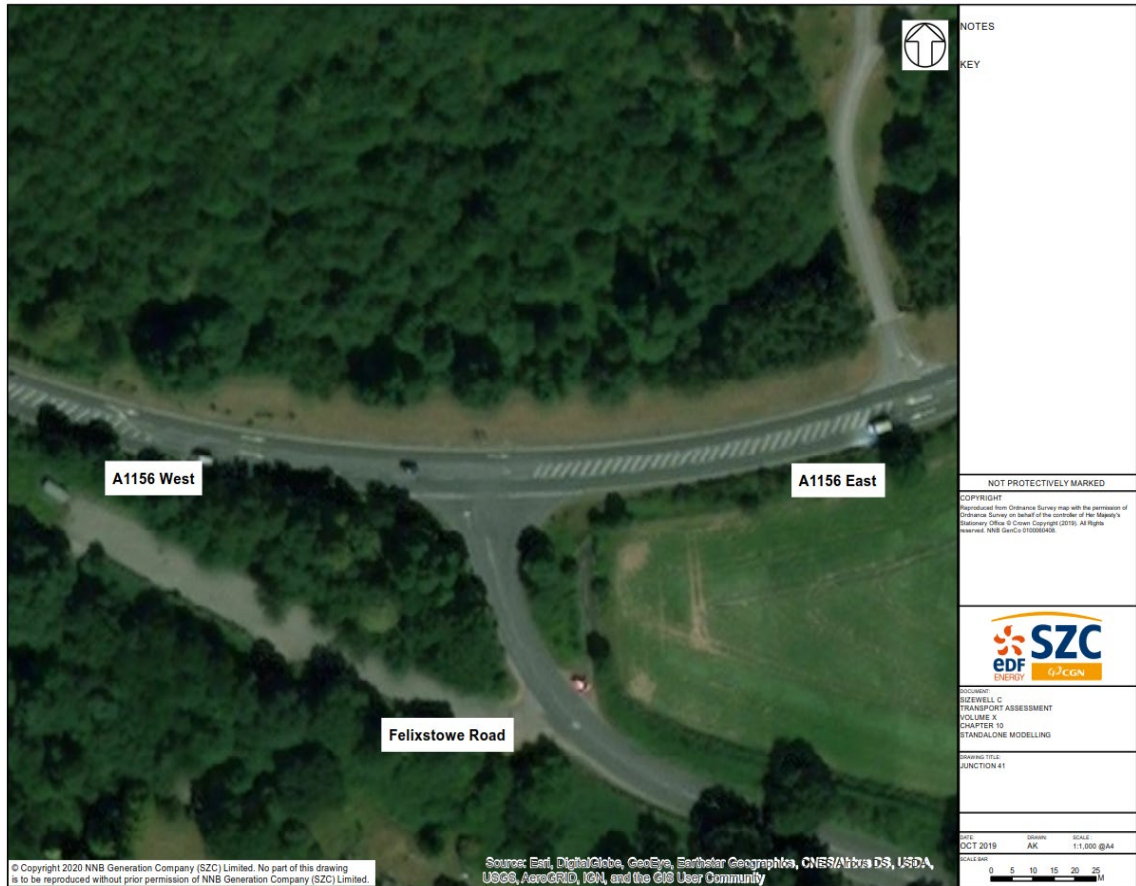 NOTES
KEY
A1156 West
A1156 East
Felixstowe Road
NOT PROTECTIVELY MARKED
COPYRIGHT
Reproduced from Ordnance Survey map with the permission of
Ordnance Survey on behalf of the controller of Her Majesty's
Stationery Office © Crown Copyright (2019). All Rights
reserved. NNB GenCo 0100060408.
eDF
ENERGY
SZC
CGN
DOCUMENT:
SIZEWELL C
TRANSPORT ASSESSMENT
VOLUME X
CHAPTER 10
STANDALONE MODELLING
DRAWING TITLE:
JUNCTION 41
DATE: DRAWN: SCALE:
OCT 2019 AK 1:1,000 @A4
SCALE BAR
0 5 10 15 20 25
M
© Copyright 2020 NNB Generation Company (SZC) Limited. No part of this drawing
is to be reproduced without prior permission of NNB Generation Company (SZC) Limited.
Source: Esri, DigitalGlobe, GeoEye, Earthstar Geographics, CNES/Airbus DS, USDA,
USGS, AeroGRID, IGN, and the GIS User Community